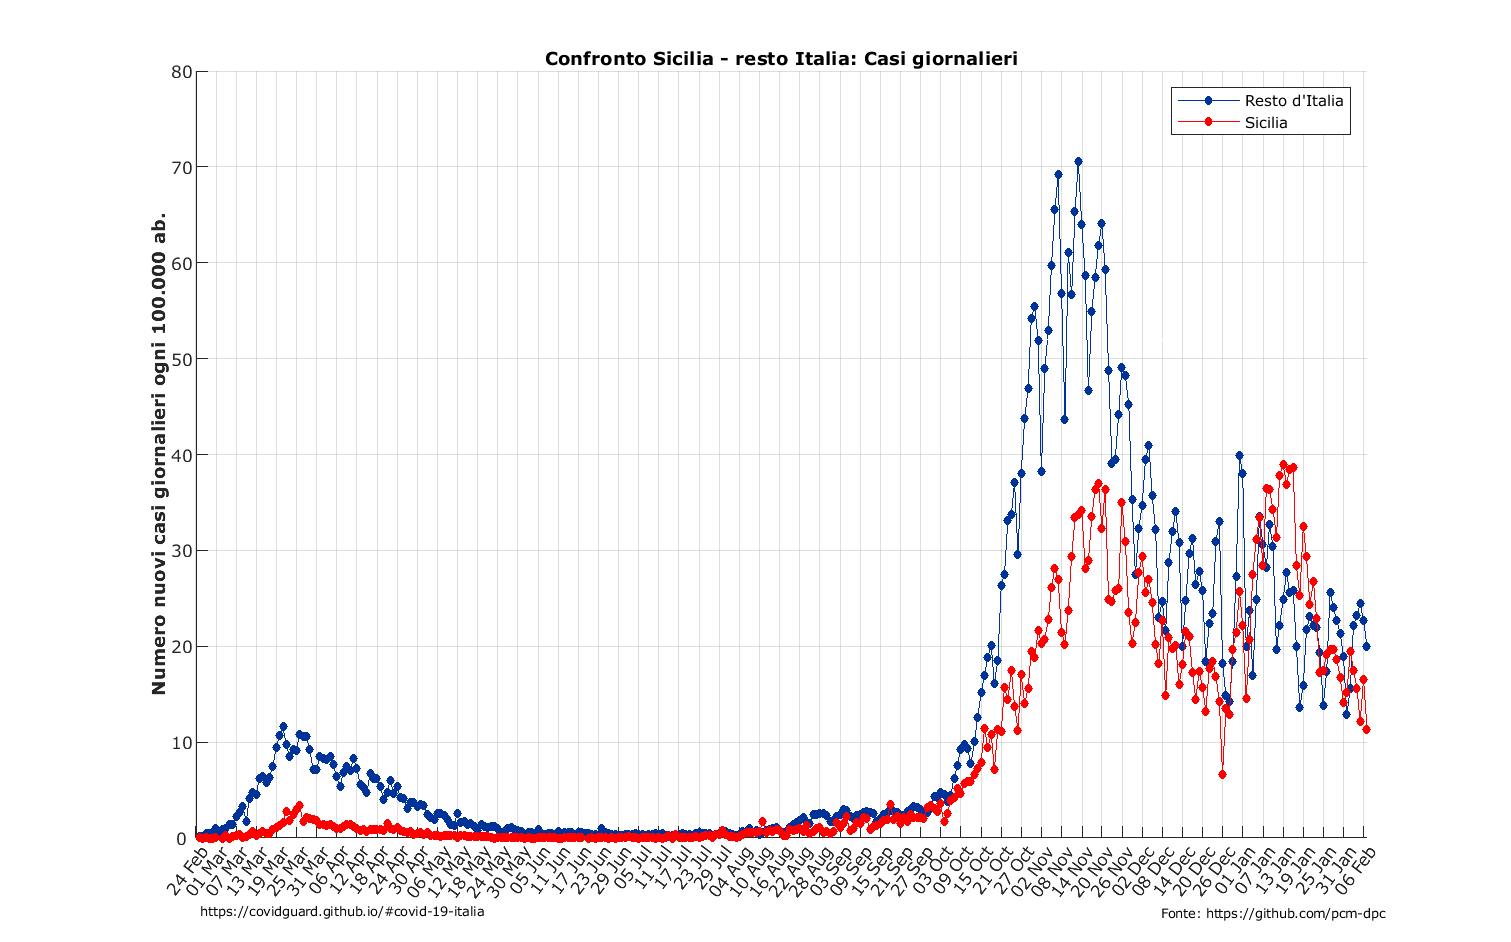 Confronto Sicilia - resto Italia: Casi giornalieri
Numero nuovi casi giornalieri ogni 100.000 ab.
80
70
60
50
40
30
20
10
0
Resto d'Italia
Sicilia
24 Feb
01 Mar
07 Mar
13 Mar
19 Mar
25 Mar
31 Mar
06 Apr
12 Apr
18 Apr
24 Apr
30 Apr
06 May
12 May
18 May
24 May
30 May
05 Jun
11 Jun
17 Jun
23 Jun
29 Jun
05 Jul
11 Jul
17 Jul
23 Jul
29 Jul
04 Aug
10 Aug
16 Aug
22 Aug
28 Aug
03 Sep
09 Sep
15 Sep
21 Sep
27 Sep
03 Oct
09 Oct
15 Oct
21 Oct
27 Oct
02 Nov
08 Nov
14 Nov
20 Nov
26 Nov
02 Dec
08 Dec
14 Dec
20 Dec
26 Dec
01 Jan
07 Jan
13 Jan
19 Jan
25 Jan
31 Jan
06 Feb
https://covidguard.github.io/#covid-19-italia
Fonte: https://github.com/pcm-dpc